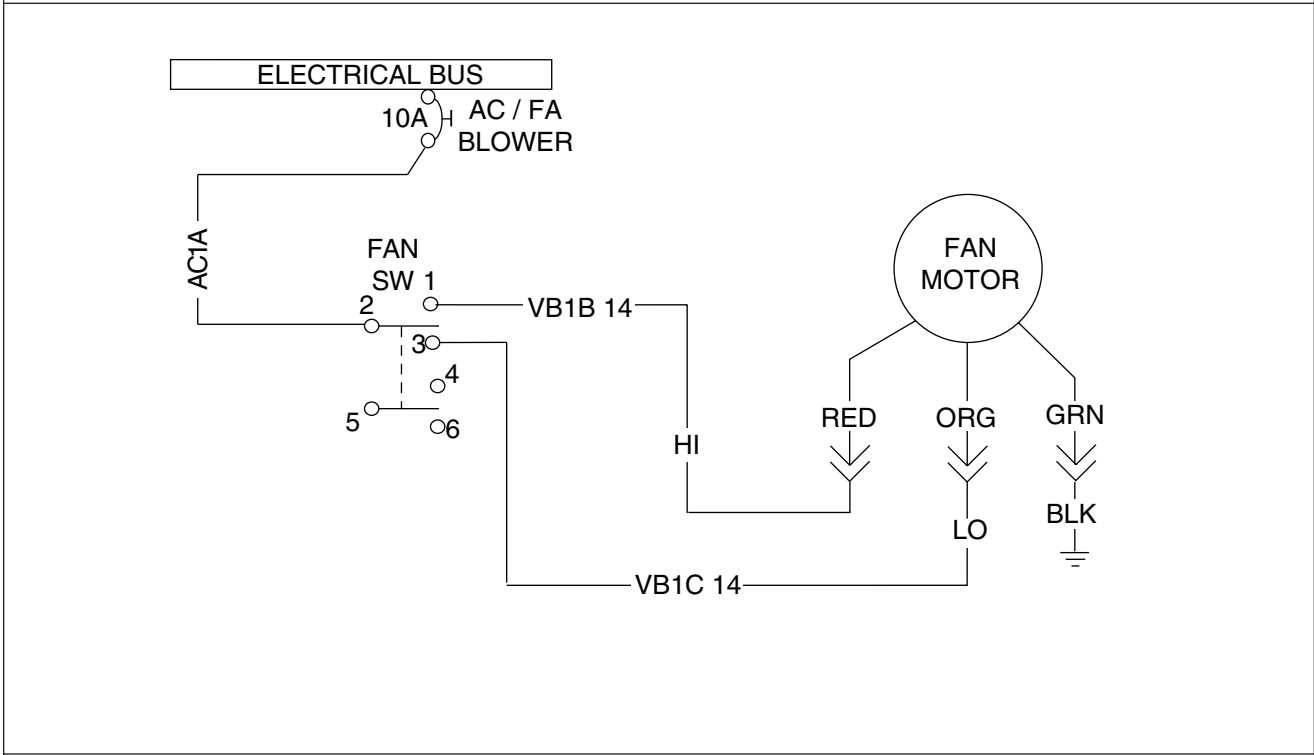 ELECTRICAL BUS
10A
AC / FA
BLOWER
AC1A
FAN
SW 1
2
3
4
5
6
VB1B 14
HI
FAN
MOTOR
RED
ORG
GRN
LO
BLK
VB1C 14